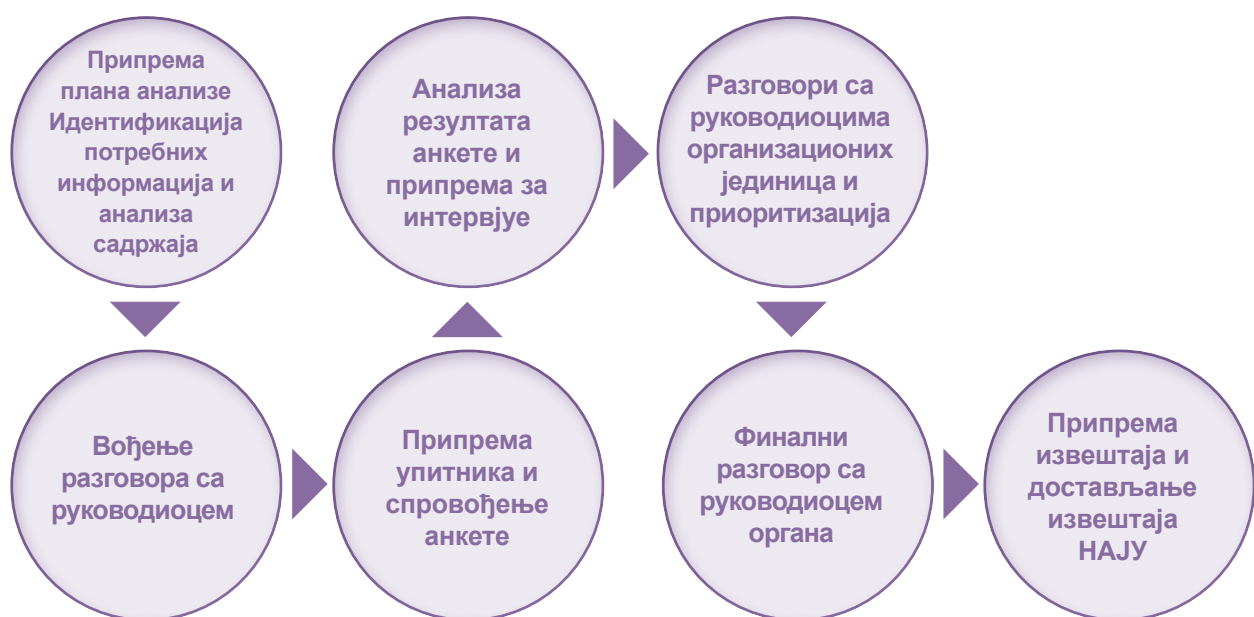 Припрема
плана анализе
Идентификација
потребних
информација и
анализа
садржаја
Вођење
разговора са
руководиоцем
Припрема
упитника и
спровођење
анкете
Анализа
резултата
анкете и
припрема за
интервјуе
Разговори са
руководиоцима
организационих
јединица и
приоритизација
Финални
разговор са
руководиоцем
органа
Припрема
извештаја и
достављање
извештаја
НАЈУ